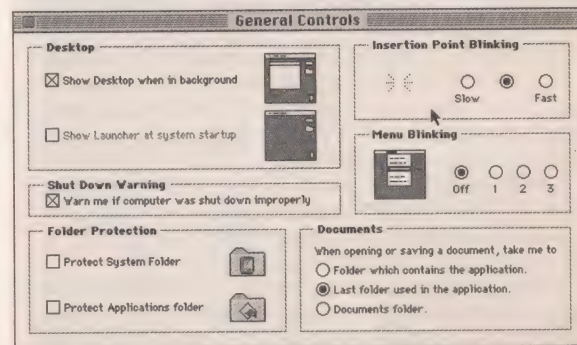 General Controls
Desktop
Show Desktop when in background
Show Launcher at system startup
Shut Down Warning
Warn me if computer was shut down improperly
Folder Protection
Protect System Folder
Protect Applications folder
Insertion Point Blinking
Slow Fast
Menu Blinking
Off 1 2 3
Documents
When opening or saving a document, take me to
Folder which contains the application.
Last folder used in the application.
Documents folder.